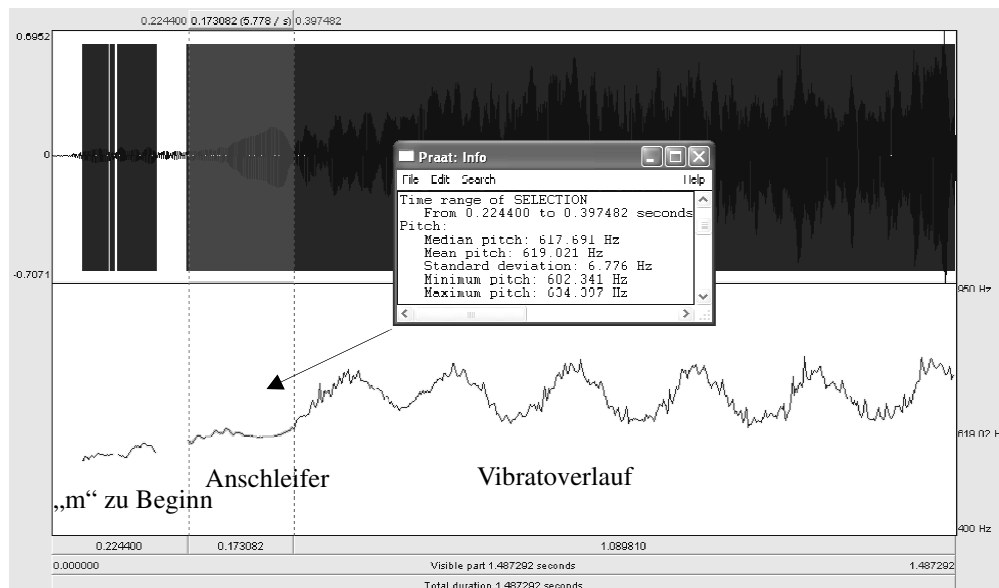 0.224400 0.173082 (5.778 / s) 0.397482
0.6952
0
-0.7071
Praat: Info
File Edit Search Help
Time range of SELECTION
From 0.224400 to 0.397482 seconds
Pitch:
Median pitch: 617.691 Hz
Mean pitch: 619.021 Hz
Standard deviation: 6.776 Hz
Minimum pitch: 602.341 Hz
Maximum pitch: Hz
950 Hz
619.02 H
Anschleifer
Vibratoverlauf
„m“ zu Beginn
400 Hz
0.224400 0.173082 1.089810
0.000000 Visible part 1.487292 seconds 1.487292
Total duration 1.487292 seconds